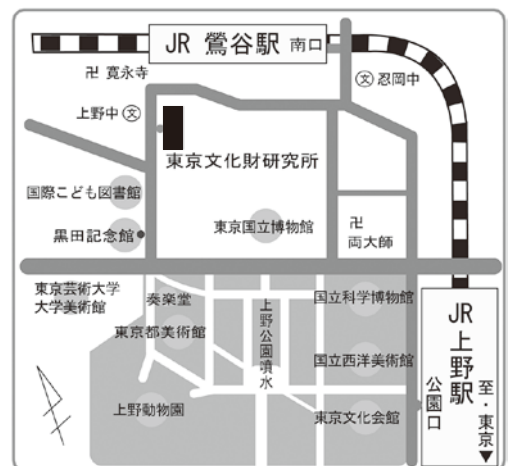 JR 鶯谷駅 南口
卍 寛永寺
文 忍岡中
上野中 文
東京文化財研究所
国際こども図書館
黒田記念館
東京国立博物館
卍
両大師
東京芸術大学
大学美術館
奏楽堂
東京都美術館
上野公園噴水
国立科学博物館
国立西洋美術館
上野動物園
東京文化会館
JR 上野駅
公園口
至・東京▼